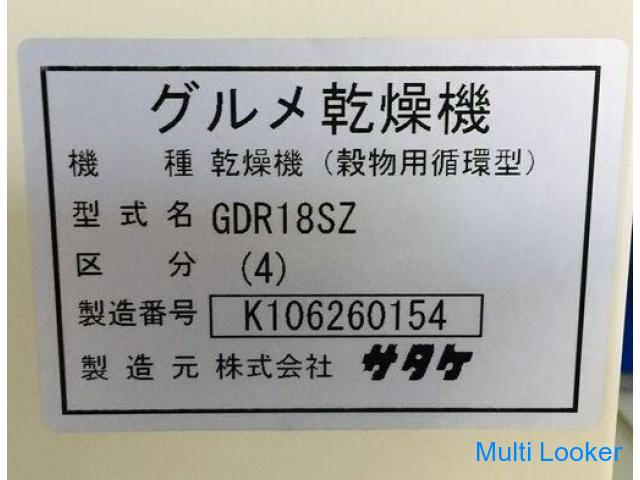 グルメ乾燥機
機種 乾燥機(穀物用循環型)
型式名 GDR18SZ
区分 (4)
製造番号 K106260154
製造元 株式会社 サタケ
Multi Looker